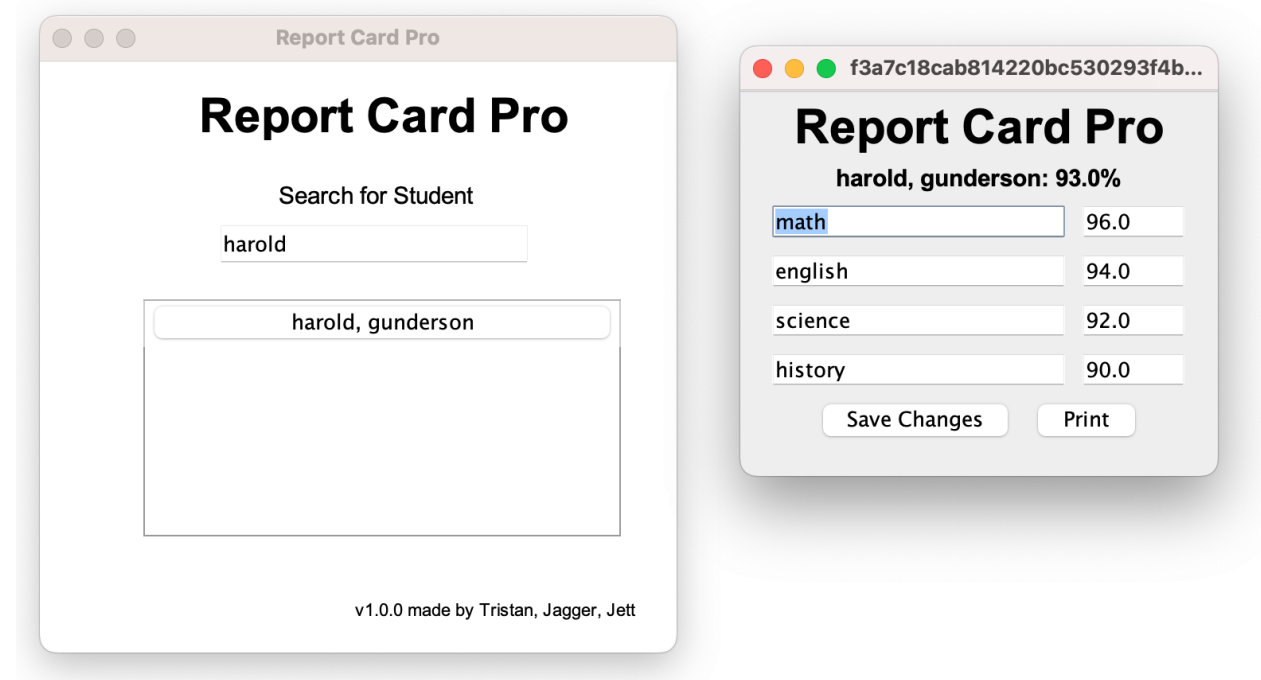 Report Card Pro
Report Card Pro
Search for Student
harold
harold, gunderson
v1.0.0 made by Tristan, Jagger, Jett
f3a7c18cab814220bc530293f4b...
Report Card Pro
harold, gunderson: 93.0%
math 96.0
english 94.0
science 92.0
history 90.0
Save Changes Print